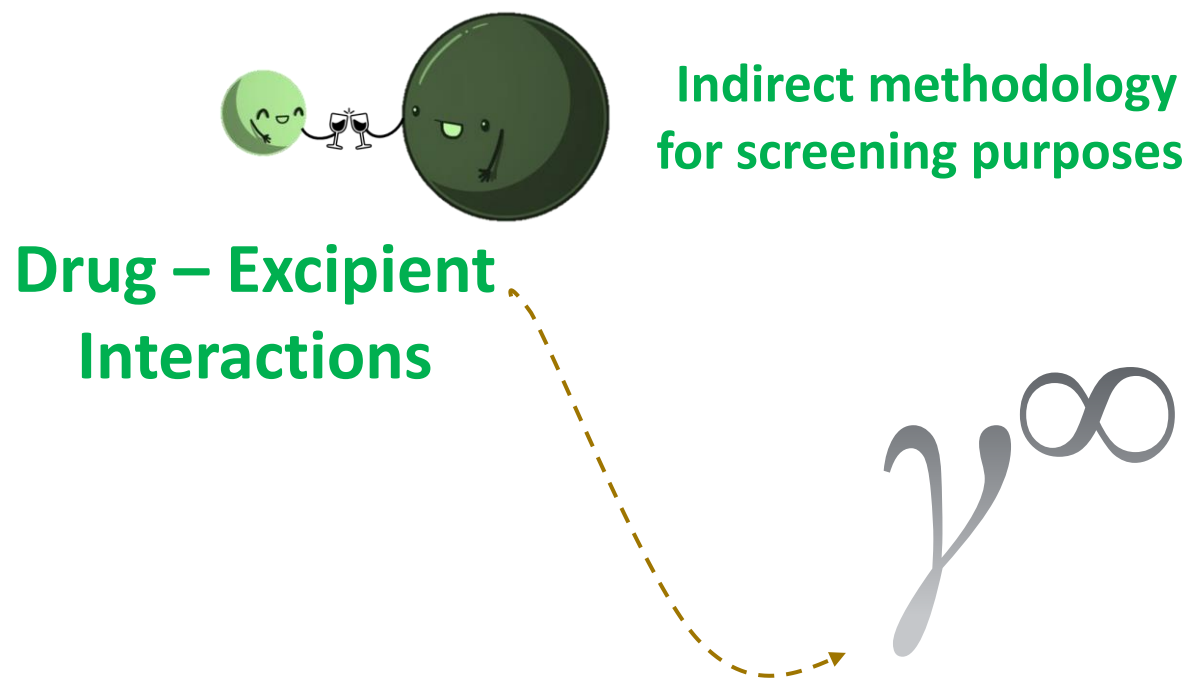 Indirect methodology
for screening purposes
Drug – Excipient
Interactions
γ∞